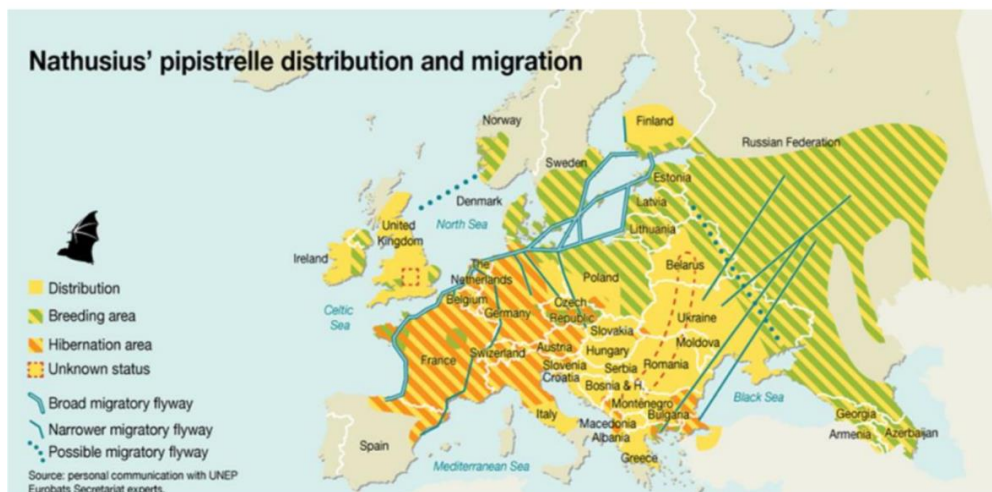 Nathusius' pipistrelle distribution and migration
Norway
Finland
Russian Federation
Sweden
Estonia
Denmark
Latvia
North Sea
United
Kingdom
Lithuania
Ireland
The
Netherlands
Belarus
Poland
Belgium
Germany
Czech
Republic
Celtic
Sea
Ukraine
Slovakia
Moldova
France
Switzerland
Austria
Hungary
Slovenia
Croatia
Serbia
Romania
Bosnia & H.
Black Sea
Montenegro
Bulgaria
Italy
Macedonia
Albania
Georgia
Armenia
Azerbaijan
Spain
Greece
Mediterranean Sea
Distribution
Breeding area
Hibernation area
Unknown status
Broad migratory flyway
Narrower migratory flyway
Possible migratory flyway
Source: personal communication with UNEP
Eurobats Secretariat experts.